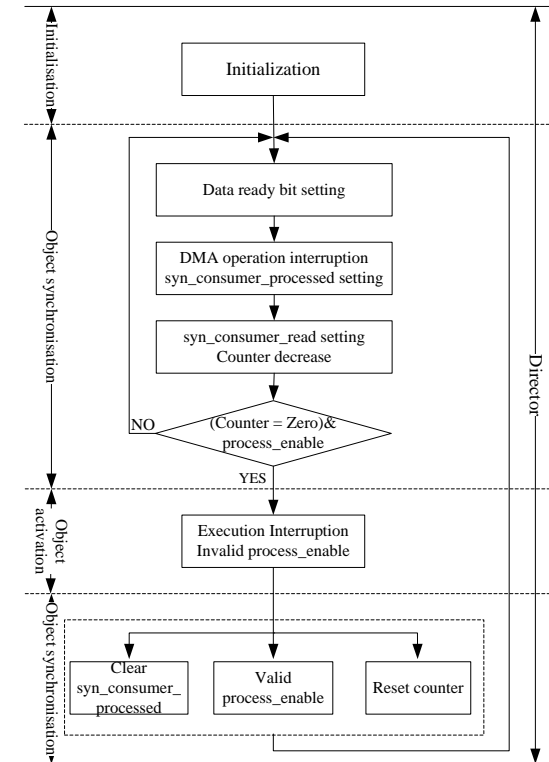 Initialisation
Initialization
Object synchronisation
Data ready bit setting
DMA operation interruption
syn_consumer_processed setting
syn_consumer_read setting
Counter decrease
Director
(Counter = Zero)&
process_enable
NO
YES
Object
activation
Execution Interruption
Invalid process_enable
Object synchronisation
Clear
syn_consumer_
processed
Valid
process_enable
Reset counter